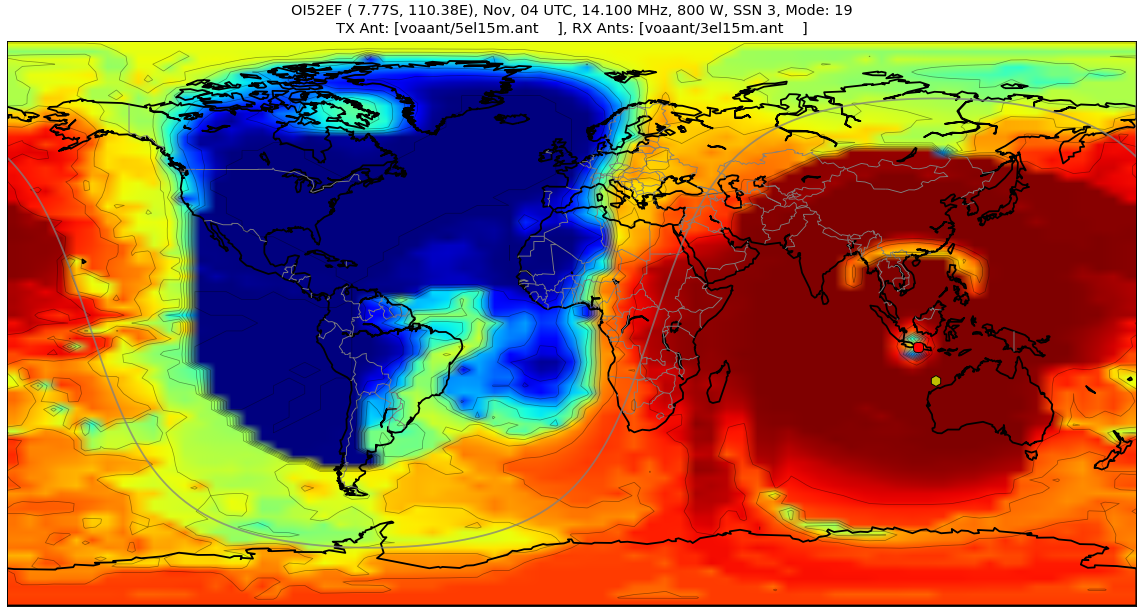 OI52EF ( 7.77S, 110.38E), Nov, 04 UTC, 14.100 MHz, 800 W, SSN 3, Mode: 19
TX Ant: [voaant/5el15m.ant    ], RX Ants: [voaant/3el15m.ant    ]